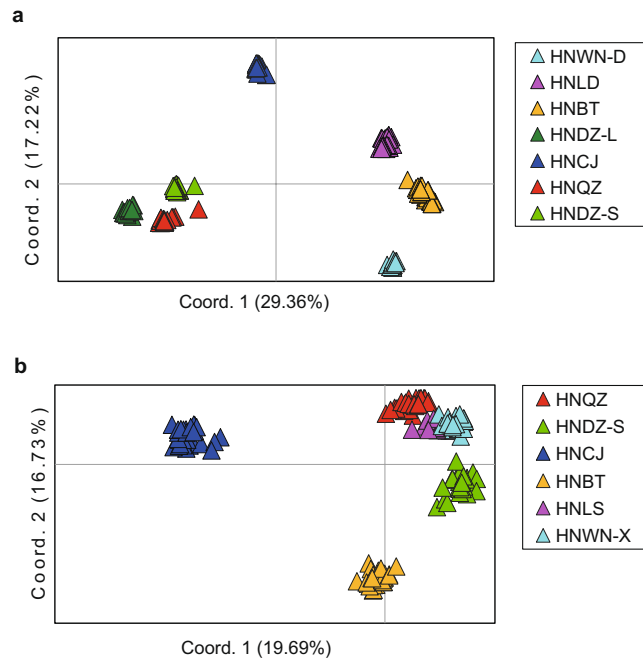 a
Coord. 2 (17.22%)
Coord. 1 (29.36%)
HNWN-D
HNLD
HNBT
HNDZ-L
HNCJ
HNQZ
HNDZ-S
b
Coord. 2 (16.73%)
Coord. 1 (19.69%)
HNQZ
HNDZ-S
HNCJ
HNBT
HNLS
HNWN-X